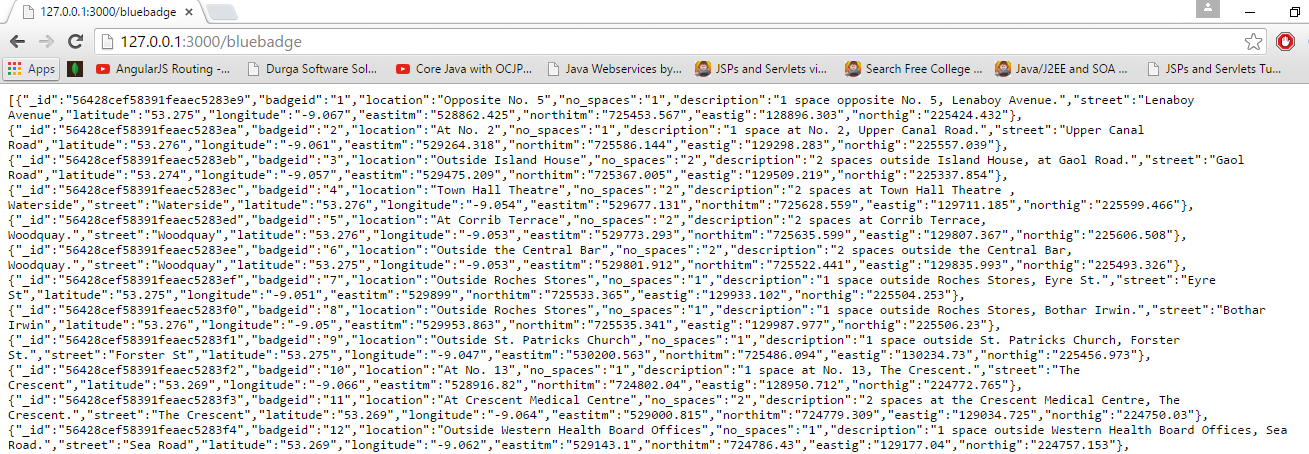 127.0.0.1:3000/bluebadge
127.0.0.1:3000/bluebadge
Apps AngularJS Routing -... Durga Software Sol... Core Java with OCJP... Java Webservices by... JSPs and Servlets vi... Search Free College ... Java/J2EE and SOA ... JSPs and Servlets Tu...
[{"_id":"56428cef58391feaec5283e9","badgeid":"1","location":"Opposite No. 5","no_spaces":"1","description":"1 space opposite No. 5, Lenaboy Avenue.","street":"Lenaboy
Avenue","latitude":"53.275","longitude":"-9.067","eastitm":"528862.425","northitm":"725453.567","eastig":"128896.303","northig":"225424.432"},
{"_id":"56428cef58391feaec5283ea","badgeid":"2","location":"At No. 2","no_spaces":"1","description":"1 space at No. 2, Upper Canal Road.","street":"Upper Canal
Road","latitude":"53.276","longitude":"-9.061","eastitm":"529264.318","northitm":"725586.144","eastig":"129298.283","northig":"225557.039"},
{"_id":"56428cef58391feaec5283eb","badgeid":"3","location":"Outside Island House","no_spaces":"2","description":"2 spaces outside Island House, at Gaol Road.","street":"Gaol
Road","latitude":"53.274","longitude":"-9.057","eastitm":"529475.209","northitm":"725367.005","eastig":"129509.219","northig":"225337.854"},
{"_id":"56428cef58391feaec5283ec","badgeid":"4","location":"Town Hall Theatre","no_spaces":"2","description":"2 spaces at Town Hall Theatre ,
Waterside","street":"Waterside","latitude":"53.276","longitude":"-9.054","eastitm":"529677.131","northitm":"725628.559","eastig":"129711.185","northig":"225599.466"},
{"_id":"56428cef58391feaec5283ed","badgeid":"5","location":"At Corrib Terrace","no_spaces":"2","description":"2 spaces at Corrib Terrace,
Woodquay.","street":"Woodquay","latitude":"53.276","longitude":"-9.053","eastitm":"529773.293","northitm":"725635.599","eastig":"129807.367","northig":"225606.508"},
{"_id":"56428cef58391feaec5283ee","badgeid":"6","location":"Outside the Central Bar","no_spaces":"2","description":"2 spaces outside the Central Bar,
Woodquay.","street":"Woodquay","latitude":"53.275","longitude":"-9.053","eastitm":"529801.912","northitm":"725522.441","eastig":"129835.993","northig":"225493.326"},
{"_id":"56428cef58391feaec5283ef","badgeid":"7","location":"Outside Roches Stores","no_spaces":"1","description":"1 space outside Roches Stores, Eyre St.","street":"Eyre
St","latitude":"53.275","longitude":"-9.051","eastitm":"529899","northitm":"725533.365","eastig":"129933.102","northig":"225504.253"},
{"_id":"56428cef58391feaec5283f0","badgeid":"8","location":"Outside Roches Stores","no_spaces":"1","description":"1 space outside Roches Stores, Bothar Irwin.","street":"Bothar
Irwin","latitude":"53.276","longitude":"-9.05","eastitm":"529953.863","northitm":"725535.341","eastig":"129987.977","northig":"225506.23"},
{"_id":"56428cef58391feaec5283f1","badgeid":"9","location":"Outside St. Patricks Church","no_spaces":"1","description":"1 space outside St. Patricks Church, Forster
St.","street":"Forster St","latitude":"53.275","longitude":"-9.047","eastitm":"530200.563","northitm":"725486.094","eastig":"130234.73","northig":"225456.973"},
{"_id":"56428cef58391feaec5283f2","badgeid":"10","location":"At No. 13","no_spaces":"1","description":"1 space at No. 13, The Crescent.","street":"The
Crescent","latitude":"53.269","longitude":"-9.066","eastitm":"528916.82","northitm":"724802.04","eastig":"128950.712","northig":"224772.765"},
{"_id":"56428cef58391feaec5283f3","badgeid":"11","location":"At Crescent Medical Centre","no_spaces":"2","description":"2 spaces at the Crescent Medical Centre, The
Crescent.","street":"The Crescent","latitude":"53.269","longitude":"-9.064","eastitm":"529000.815","northitm":"724779.309","eastig":"129034.725","northig":"224750.03"},
{"_id":"56428cef58391feaec5283f4","badgeid":"12","location":"Outside Western Health Board Offices","no_spaces":"1","description":"1 space outside Western Health Board Offices, Sea
Road.","street":"Sea Road","latitude":"53.269","longitude":"-9.062","eastitm":"529143.1","northitm":"724786.43","eastig":"129177.04","northig":"224757.153"},